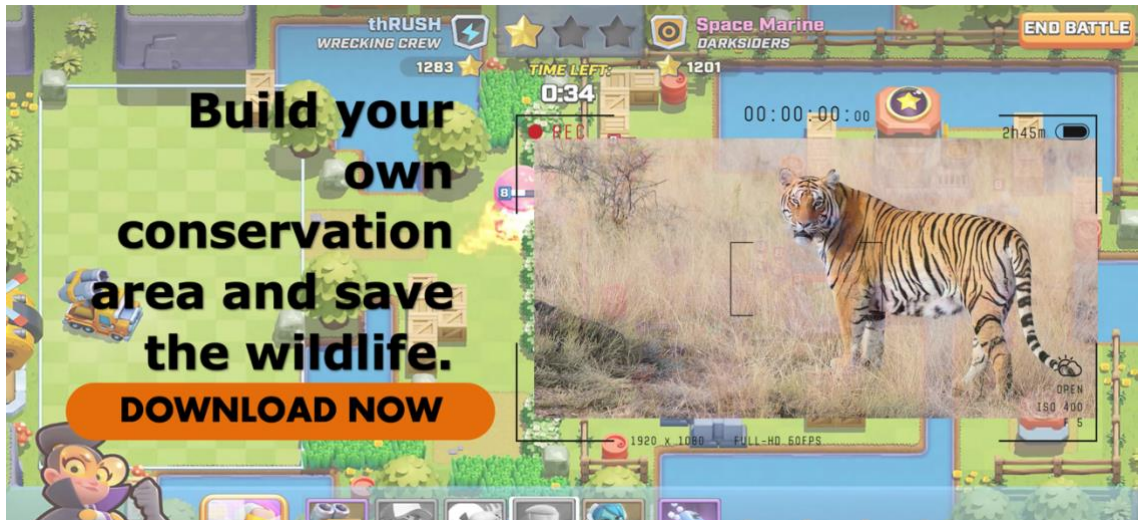 thRUSH
WRECKING CREW
Space Marine
DARKSIDERS
END BATTLE
1283
TIME LEFT:
1201
0:34
Build your
own
conservation
area and save
the wildlife.
DOWNLOAD NOW
00:00:00:00
REC
2h45m
8
OPEN
ISO 400
F 5
1920 x 1080
FULL-HD 60FPS